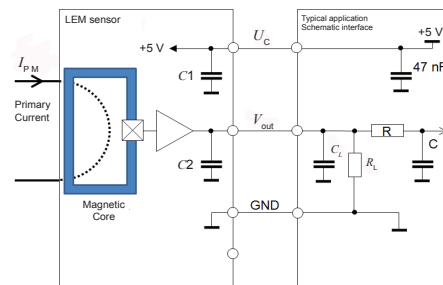 LEM sensor
Typical application
Schematic interface
+5 V
U_C
+5 V
C1
47 nF
I_PM
Primary
Current
V_out
R
C
C2
C_L
R_L
GND
Magnetic
Core